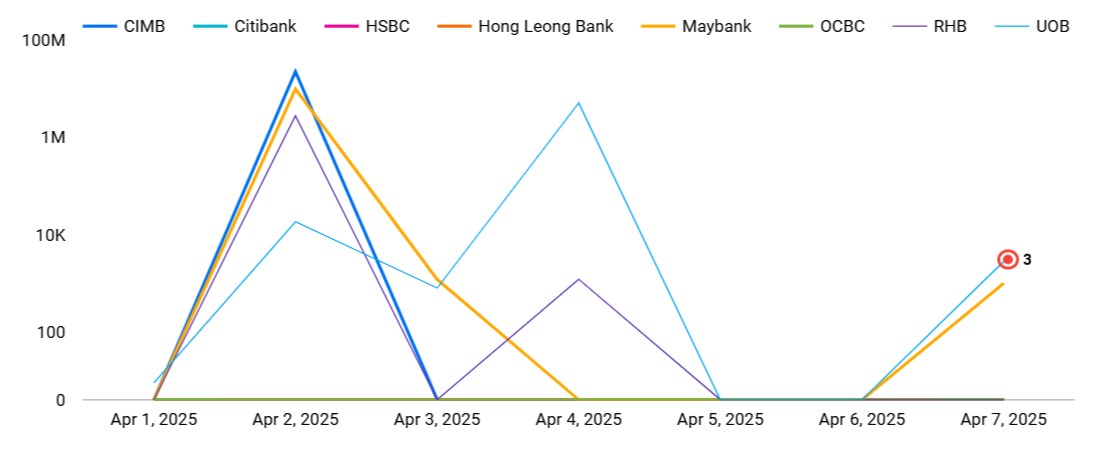 CIMB Citibank HSBC Hong Leong Bank Maybank OCBC RHB UOB
100M
1M
10K
3
100
0
Apr 1, 2025 Apr 2, 2025 Apr 3, 2025 Apr 4, 2025 Apr 5, 2025 Apr 6, 2025 Apr 7, 2025